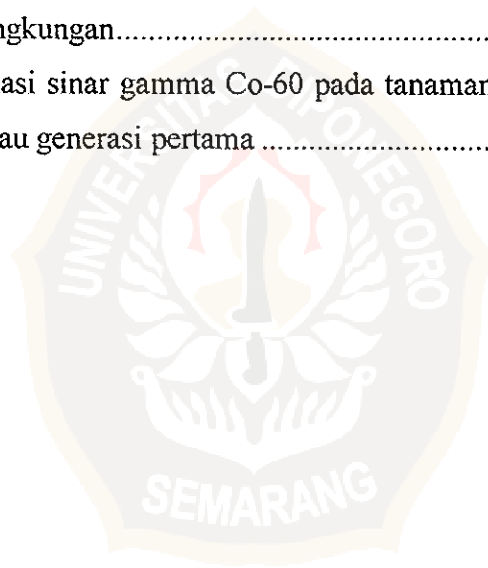 ngkungan.......................................................
asi sinar gamma Co-60 pada tanaman
au generasi pertama ...............................
UNIVERSITAS DIPONEGORO
SEMARANG